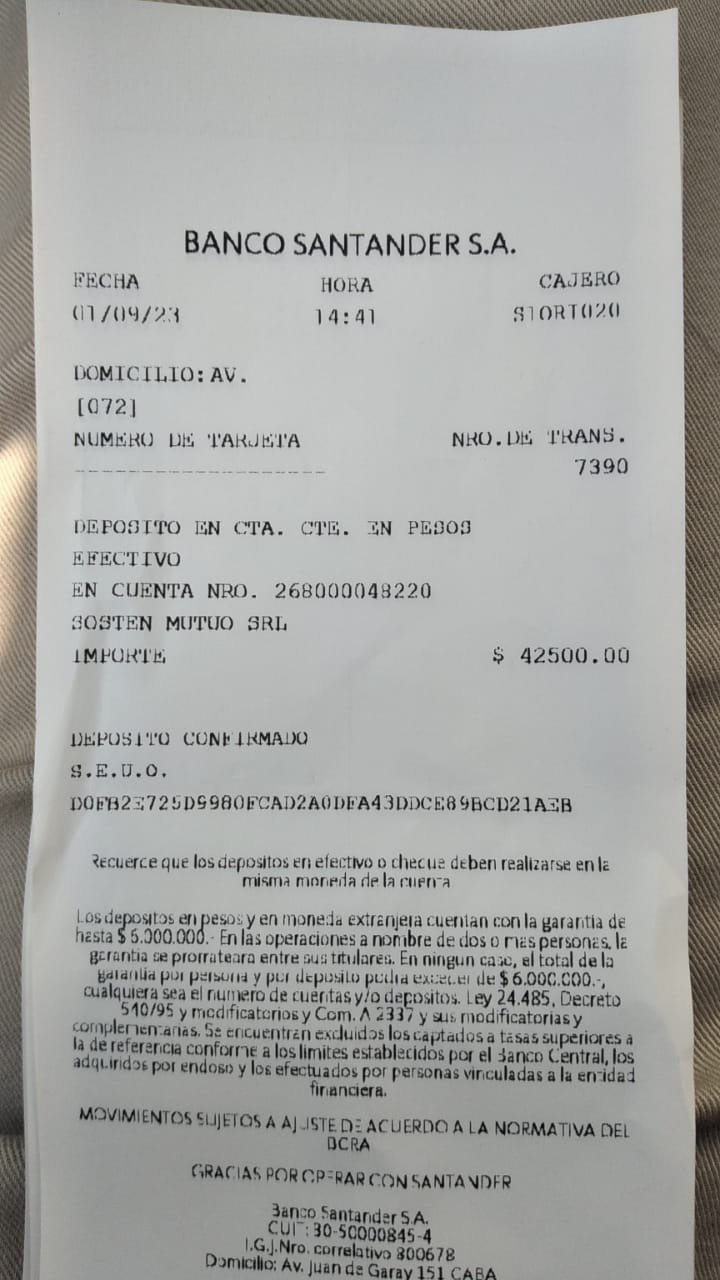 BANCO SANTANDER S.A.
FECHA HORA CAJERO
01/09/23 14:41 S1ORT020
DOMICILIO: AV.
[072]
NUMERO DE TARJETA NRO.DE TRANS.
-------------------- 7390
DEPOSITO EN CTA. CTE. EN PESOS
EFECTIVO
EN CUENTA NRO. 268000048220
SOSTEN MUTUO SRL
IMPORTE $ 42500.00
DEPOSITO CONFIRMADO
S.E.U.O.
D0FB2E725D9980FCAD2A0DFA43DDCE89BCD21AEB
Recuerde que los depositos en efectivo o cheque deben realizarse en la
misma moneda de la cuenta
Los depositos en pesos y en moneda extranjera cuentan con la garantia de
hasta $ 6.000.000.- En las operaciones a nombre de dos o mas personas, la
garantia se prorrateara entre sus titulares. En ningun caso, el total de la
garantia por persona y por deposito podra exceder de $ 6.000.000.-,
cualquiera sea el numero de cuentas y/o depositos. Ley 24.485, Decreto
540/95 y modificatorios y Com. A 2337 y sus modificatorias y
complementarias. Se encuentran excluidos los captados a tasas superiores a
la de referencia conforme a los limites establecidos por el Banco Central, los
adquiridos por endoso y los efectuados por personas vinculadas a la entidad
financiera.
MOVIMIENTOS SUJETOS A AJUSTE DE ACUERDO A LA NORMATIVA DEL
BCRA
GRACIAS POR OPERAR CON SANTANDER
Banco Santander S.A.
CUIT: 30-50000845-4
I.G.J.Nro. correlativo 800678
Domicilio: Av. Juan de Garay 151 CABA